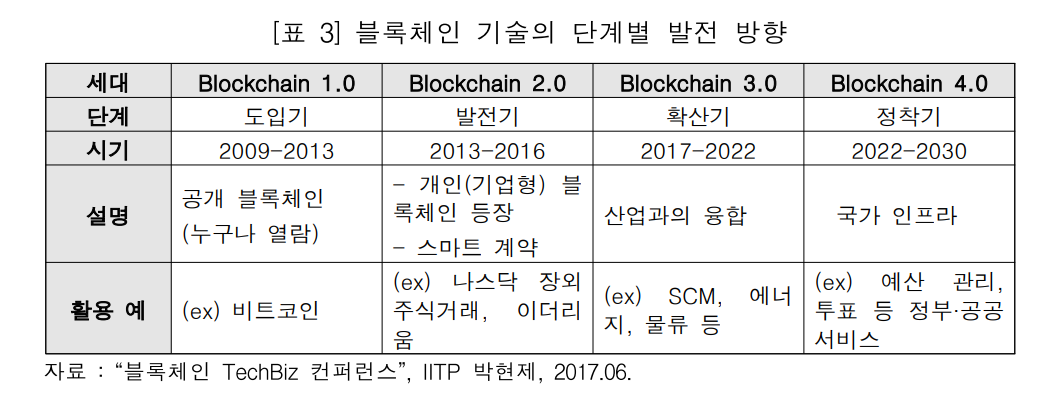 [표 3] 블록체인 기술의 단계별 발전 방향
세대 Blockchain 1.0 Blockchain 2.0 Blockchain 3.0 Blockchain 4.0
단계 도입기 발전기 확산기 정착기
시기 2009-2013 2013-2016 2017-2022 2022-2030
설명
공개 블록체인
(누구나 열람)
- 개인(기업형) 블
록체인 등장
- 스마트 계약
산업과의 융합
국가 인프라
활용 예
(ex) 비트코인
(ex) 나스닥 장외
주식거래, 이더리
움
(ex) SCM, 에너
지, 물류 등
(ex) 예산 관리,
투표 등 정부·공공
서비스
자료 : “블록체인 TechBiz 컨퍼런스”, IITP 박현제, 2017.06.